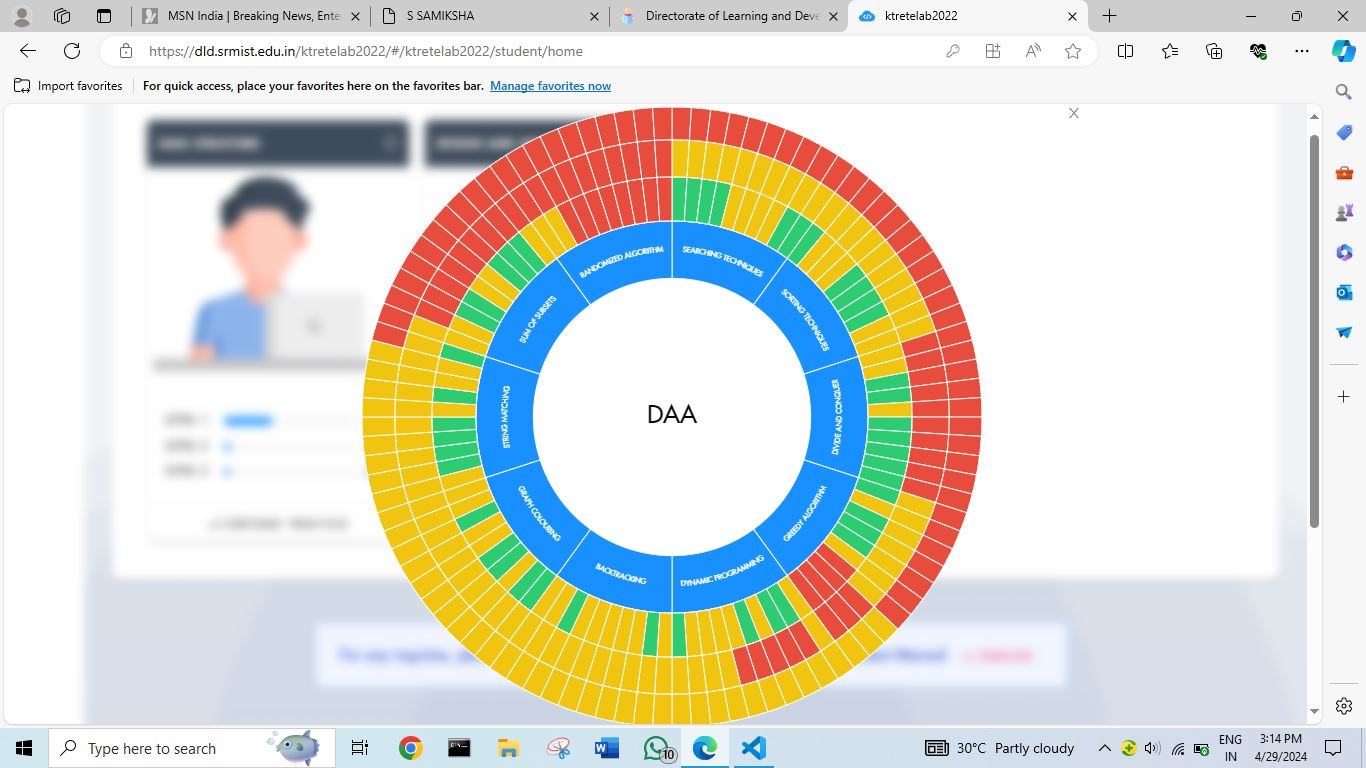 MSN India | Breaking News, Ente
S SAMIKSHA
Directorate of Learning and Deve
ktretelab2022
https://dld.srmist.edu.in/ktretelab2022/#/ktretelab2022/student/home
Import favorites
For quick access, place your favorites here on the favorites bar. Manage favorites now
RANDOMIZED ALGORITHM
SEARCHING TECHNIQUES
SUM OF SUBSETS
SORTING TECHNIQUES
STRING MATCHING
DAA
DIVIDE AND CONQUER
GRAPH COLOURING
GREEDY ALGORITHM
BACKTRACKING
DYNAMIC PROGRAMMING
Type here to search
10
30°C Partly cloudy
ENG
IN
3:14 PM
4/29/2024